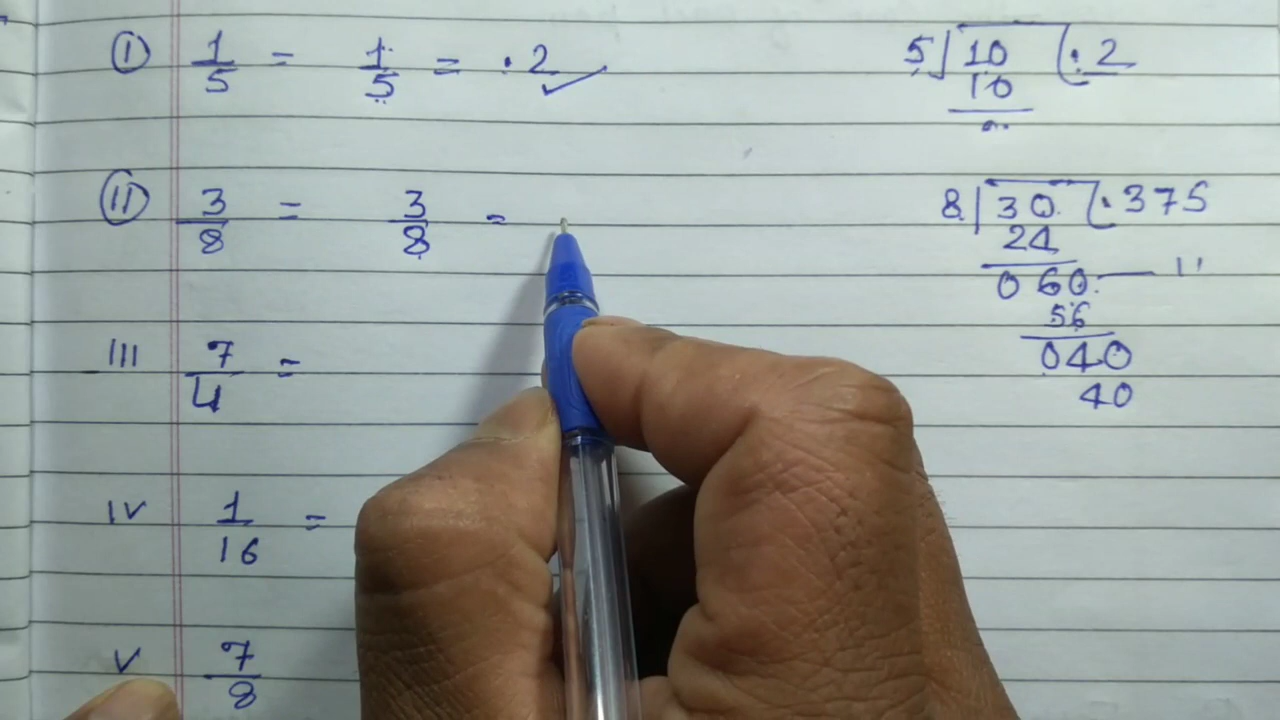 (I) 1/5 = 1/5 = .2 ✓
5 | 10 ( .2
10
(II) 3/8 = 3/8 =
8 | 30 ( .375
24
060 — "
56
040
40
III 7/4 =
IV 1/16 =
V 7/8